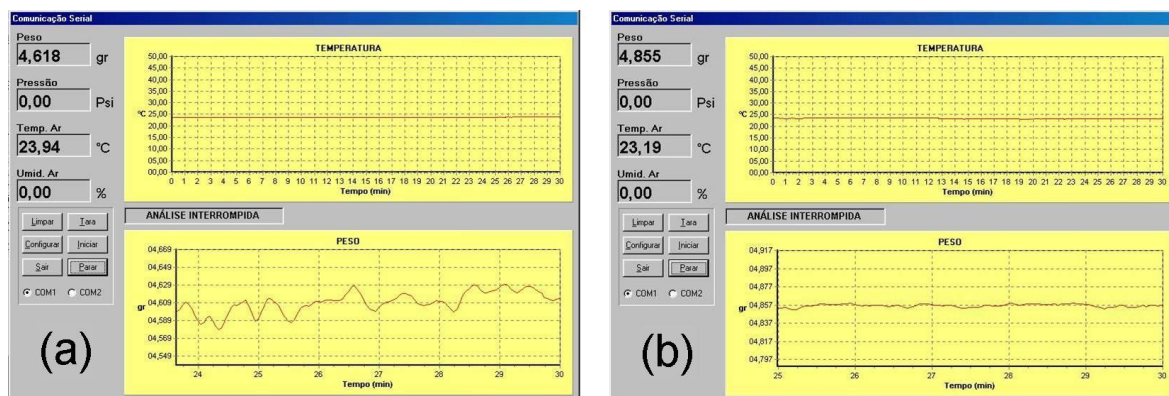 Comunicação Serial
Peso
4,618 gr
Pressão
0,00 Psi
Temp. Ar
23,94 °C
Umid. Ar
0,00 %
Limpar Tara
Configurar Iniciar
Sair Parar
COM1 COM2
(a)
TEMPERATURA
50,00
45,00
40,00
35,00
30,00
°C 25,00
20,00
15,00
10,00
05,00
00,00
0 1 2 3 4 5 6 7 8 9 10 11 12 13 14 15 16 17 18 19 20 21 22 23 24 25 26 27 28 29 30
Tempo (min)
ANÁLISE INTERROMPIDA
PESO
04,669
04,649
04,629
04,609
gr
04,589
04,569
04,549
24 25 26 27 28 29 30
Tempo (min)
Comunicação Serial
Peso
4,855 gr
Pressão
0,00 Psi
Temp. Ar
23,19 °C
Umid. Ar
0,00 %
Limpar Tara
Configurar Iniciar
Sair Parar
COM1 COM2
(b)
TEMPERATURA
50,00
45,00
40,00
35,00
30,00
°C 25,00
20,00
15,00
10,00
05,00
00,00
0 1 2 3 4 5 6 7 8 9 10 11 12 13 14 15 16 17 18 19 20 21 22 23 24 25 26 27 28 29 30
Tempo (min)
ANÁLISE INTERROMPIDA
PESO
04,917
04,897
04,877
04,857
gr
04,837
04,817
04,797
25 26 27 28 29 30
Tempo (min)